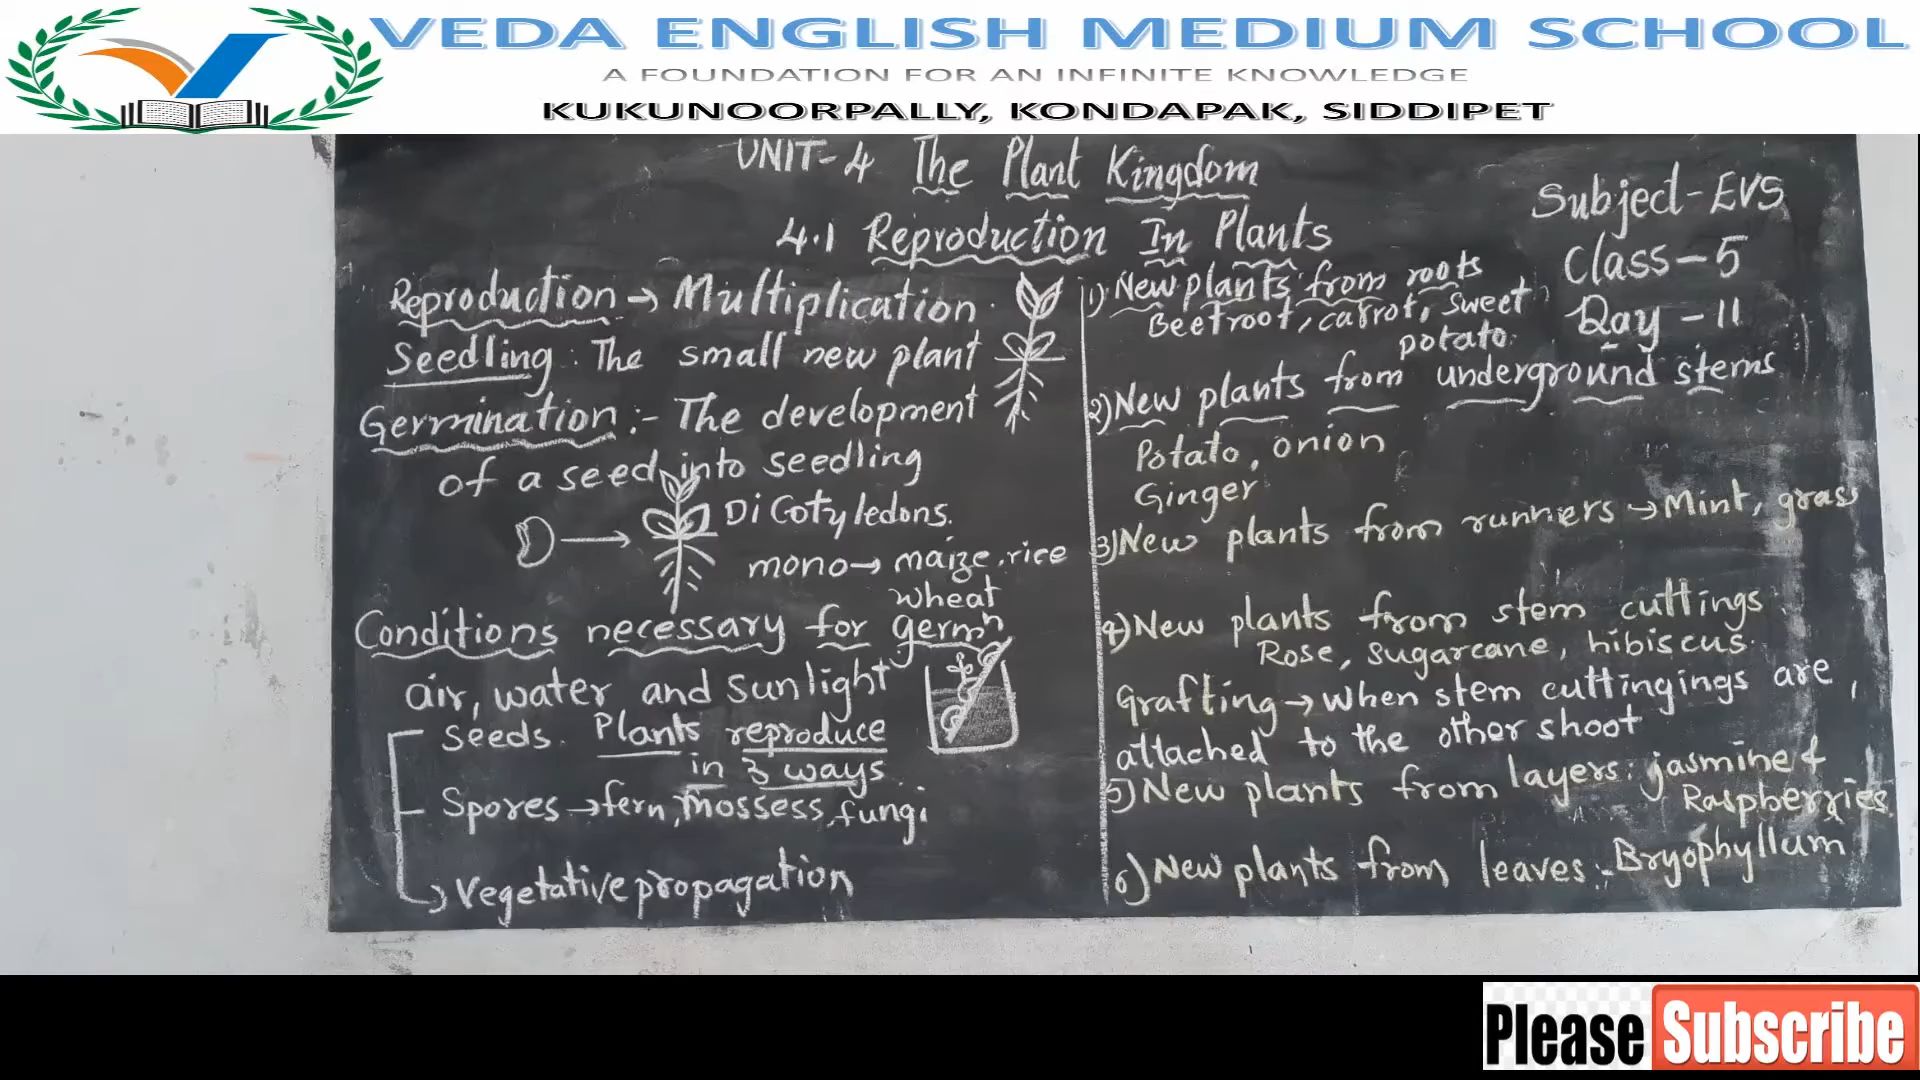 VEDA ENGLISH MEDIUM SCHOOL
A FOUNDATION FOR AN INFINITE KNOWLEDGE
KUKUNOORPALLY, KONDAPAK, SIDDIPET
UNIT-4 The Plant Kingdom
4.1 Reproduction In Plants
Subject-EVS
Class-5
Day-11
Reproduction → Multiplication
Seedling: The small new plant
Germination:- The development
of a seed into seedling
Di Cotyledons.
mono → maize, rice
wheat
Conditions necessary for germn
air, water and sunlight
Seeds. Plants reproduce
in 3 ways
Spores → fern, mossess, fungi
Vegetative propagation
1) New plants from roots
Beetroot, carrot, sweet
potato.
2) New plants from underground stems
Potato, onion
Ginger
3) New plants from runners → Mint, grass
4) New plants from stem cuttings
Rose, sugarcane, hibiscus.
Grafting → When stem cuttingings are
attached to the other shoot
5) New plants from layers: jasmine &
Raspberries
6) New plants from leaves:- Bryophyllum
Please Subscribe